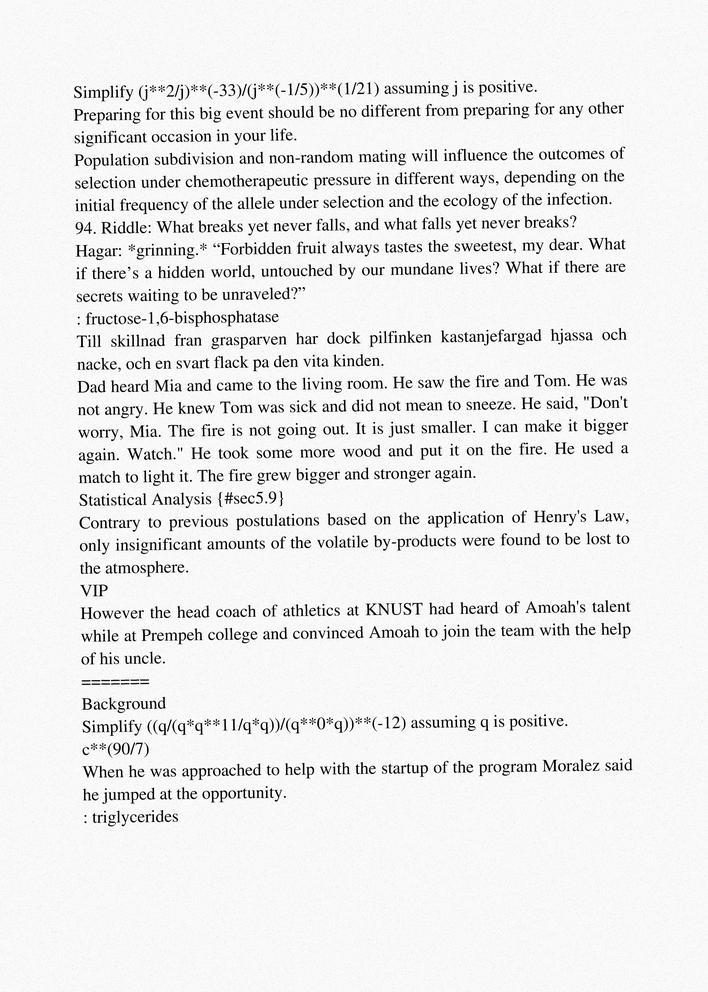 Simplify (j**2/j)**(-33)/(j**(-1/5))**(1/21) assuming j is positive.
Preparing for this big event should be no different from preparing for any other
significant occasion in your life.
Population subdivision and non-random mating will influence the outcomes of
selection under chemotherapeutic pressure in different ways, depending on the
initial frequency of the allele under selection and the ecology of the infection.
94. Riddle: What breaks yet never falls, and what falls yet never breaks?
Hagar: *grinning.* “Forbidden fruit always tastes the sweetest, my dear. What
if there’s a hidden world, untouched by our mundane lives? What if there are
secrets waiting to be unraveled?”
: fructose-1,6-bisphosphatase
Till skillnad fran grasparven har dock pilfinken kastanjefargad hjassa och
nacke, och en svart flack pa den vita kinden.
Dad heard Mia and came to the living room. He saw the fire and Tom. He was
not angry. He knew Tom was sick and did not mean to sneeze. He said, "Don't
worry, Mia. The fire is not going out. It is just smaller. I can make it bigger
again. Watch." He took some more wood and put it on the fire. He used a
match to light it. The fire grew bigger and stronger again.
Statistical Analysis {#sec5.9}
Contrary to previous postulations based on the application of Henry's Law,
only insignificant amounts of the volatile by-products were found to be lost to
the atmosphere.
VIP
However the head coach of athletics at KNUST had heard of Amoah's talent
while at Prempeh college and convinced Amoah to join the team with the help
of his uncle.
=======
Background
Simplify ((q/(q*q**11/q*q))/(q**0*q))**(-12) assuming q is positive.
c**(90/7)
When he was approached to help with the startup of the program Moralez said
he jumped at the opportunity.
: triglycerides